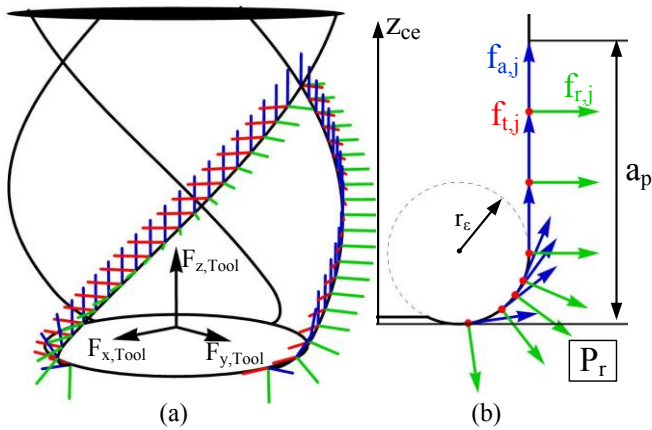 F_z,Tool
F_x,Tool
F_y,Tool
(a)
z_ce
f_a,j
f_r,j
f_t,j
a_p
r_ε
P_r
(b)